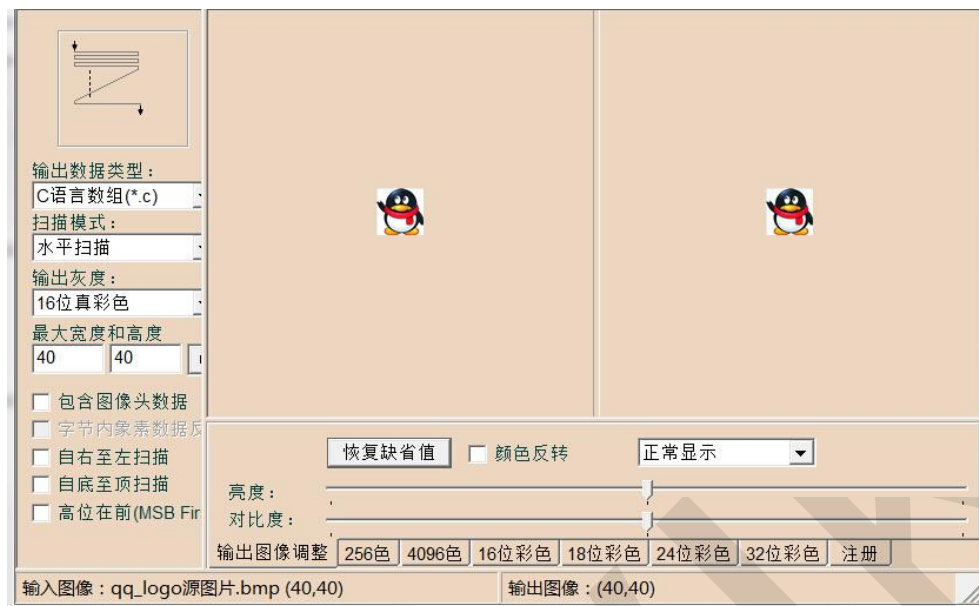 输出数据类型：
C语言数组(*.c)
扫描模式：
水平扫描
输出灰度：
16位真彩色
最大宽度和高度
40 40
包含图像头数据
字节内象素数据反
自右至左扫描
自底至顶扫描
高位在前(MSB Fir
恢复缺省值 颜色反转 正常显示
亮度：
对比度：
输出图像调整 256色 4096色 16位彩色 18位彩色 24位彩色 32位彩色 注册
输入图像：qq_logo源图片.bmp (40,40) 输出图像：(40,40)